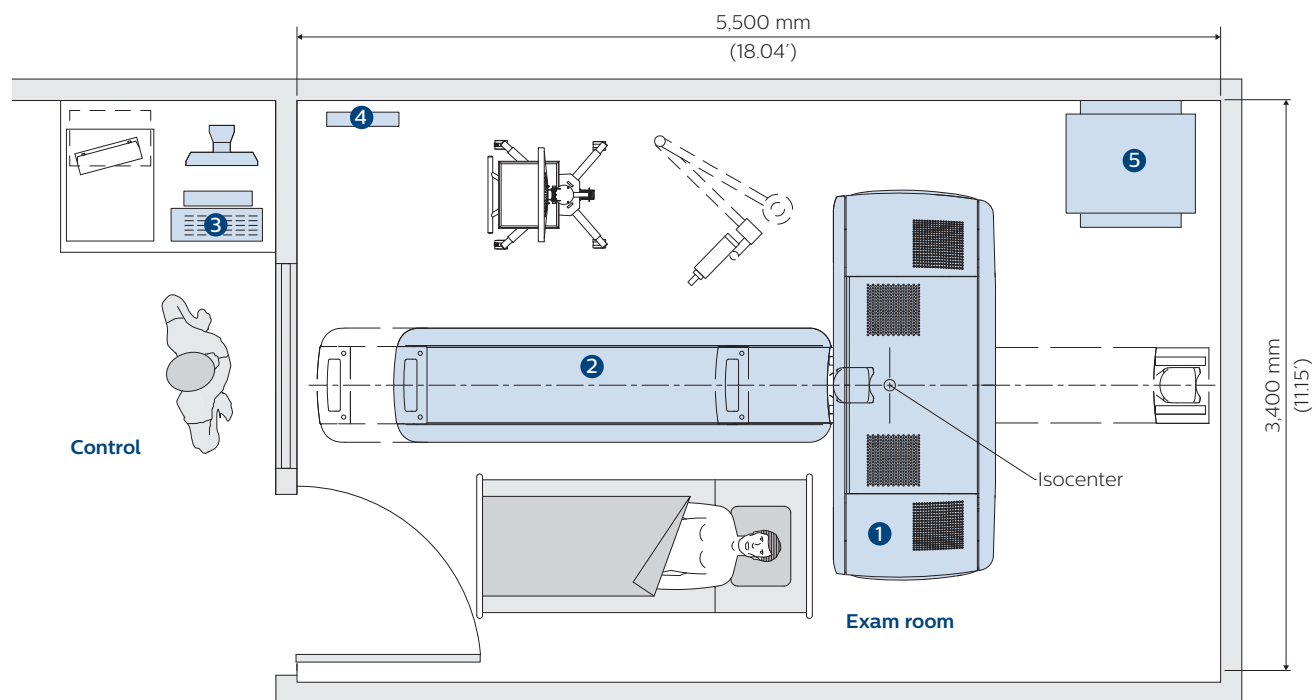 5,500 mm
(18.04´)
4
5
3
2
3,400 mm
(11.15´)
Control
Isocenter
1
Exam room